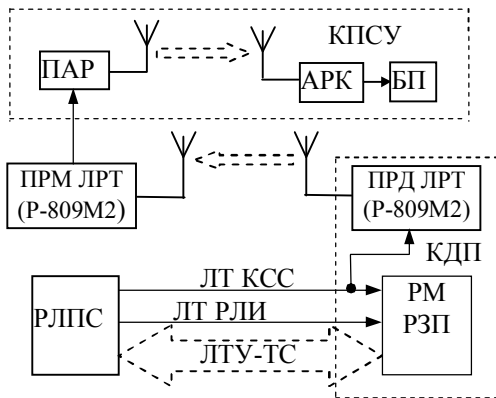 КПСУ
ПАР
АРК
БП
ПРМ ЛРТ
(Р-809М2)
ПРД ЛРТ
(Р-809М2)
КДП
ЛТ КСС
РЛПС
ЛТ РЛИ
РМ
РЗП
ЛТУ-ТС